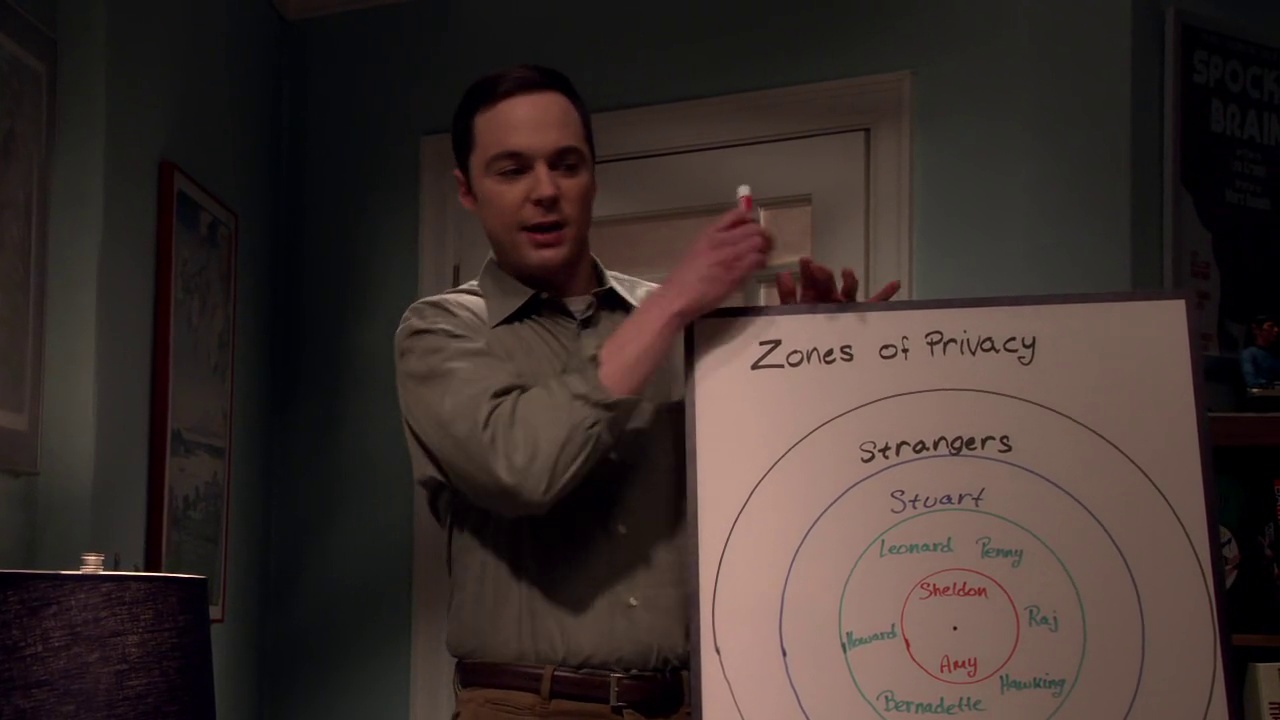 SPOCK
BRAIN
Zones of Privacy
Strangers
Stuart
Leonard Penny
Sheldon
Raj
Howard
Amy
Hawking
Bernadette